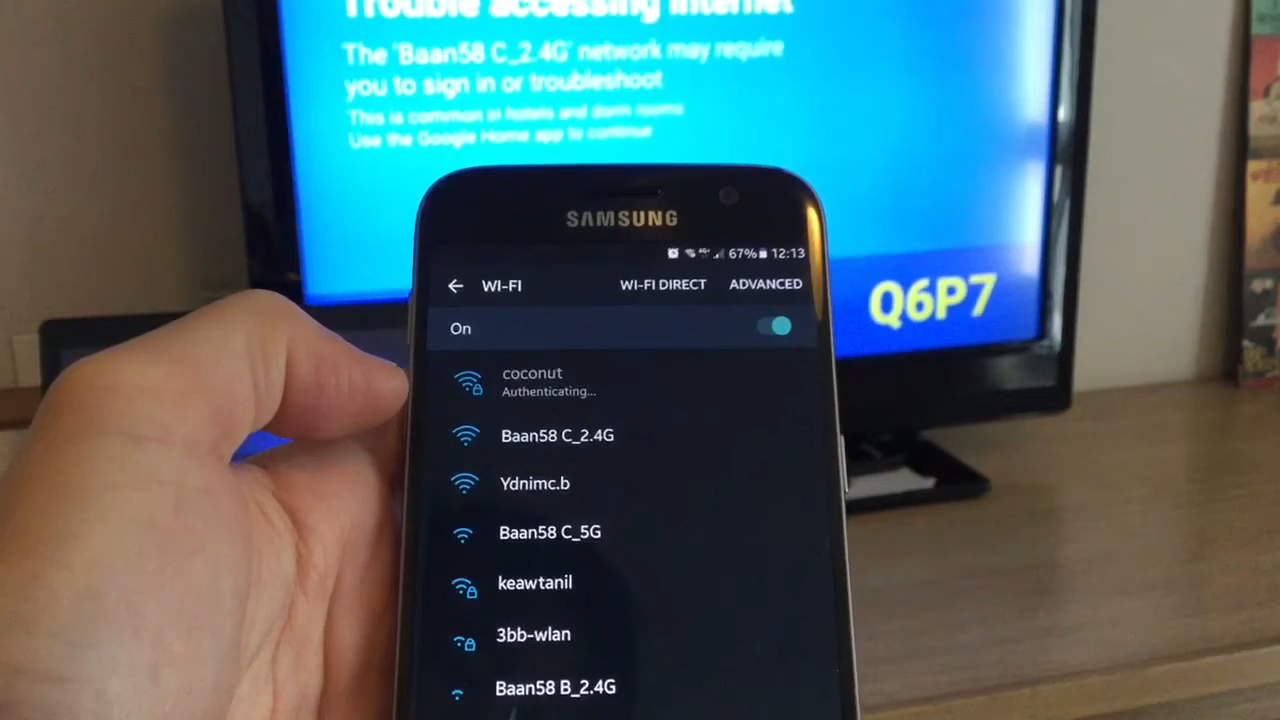 Trouble accessing internet
The 'Baan58 C_2.4G' network may require
you to sign in or troubleshoot
This is common in hotels and dorm rooms
Use the Google Home app to continue
Q6P7
SAMSUNG
67% 12:13
WI-FI WI-FI DIRECT ADVANCED
On
coconut
Authenticating...
Baan58 C_2.4G
Ydnimc.b
Baan58 C_5G
keawtanil
3bb-wlan
Baan58 B_2.4G